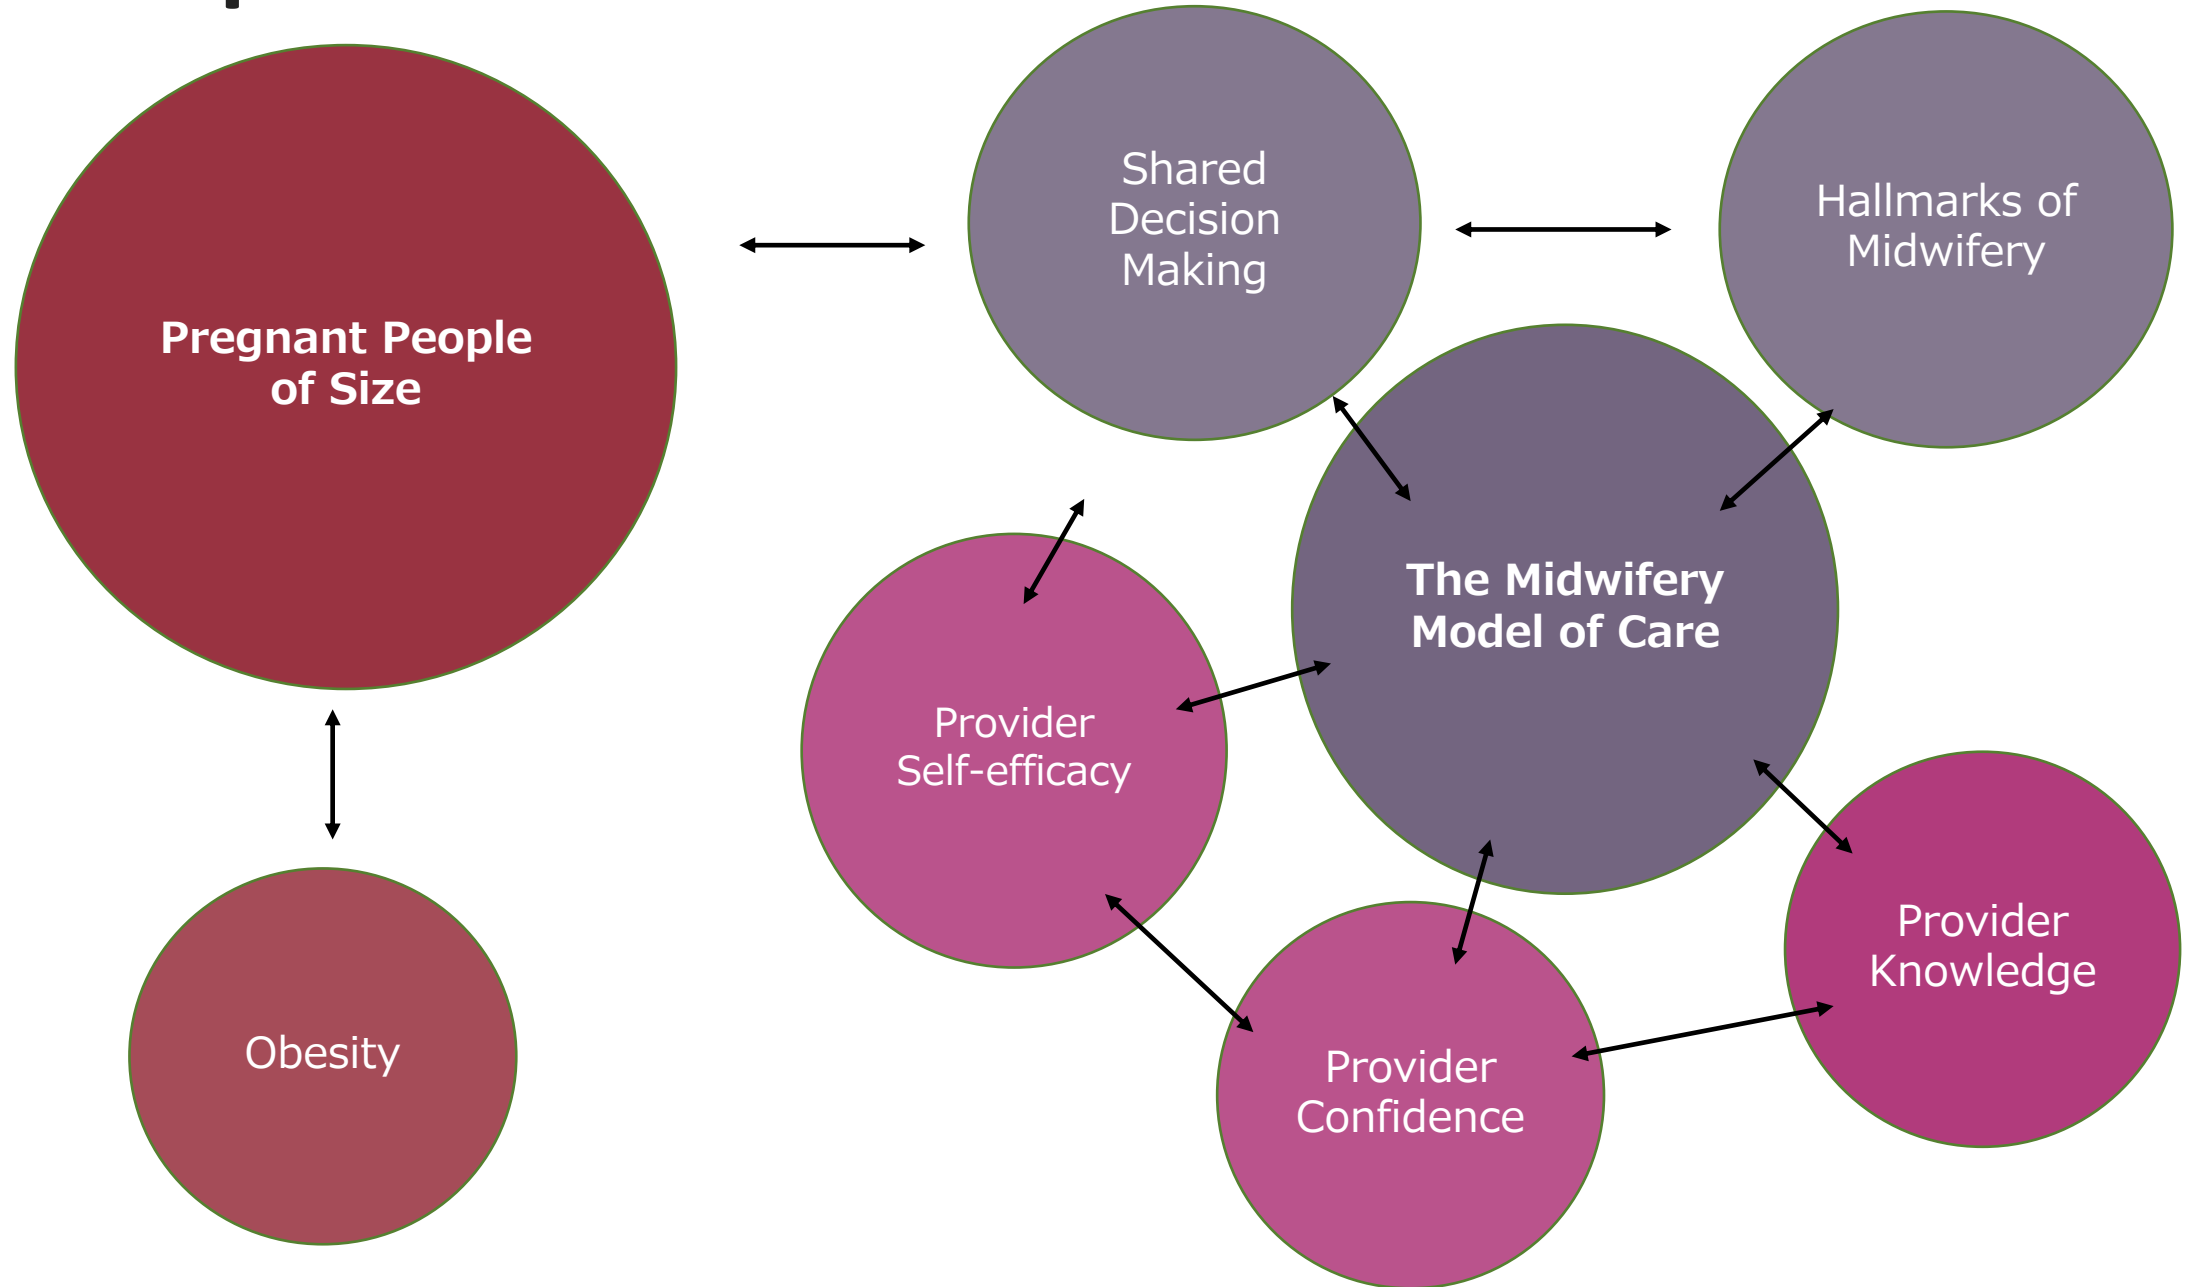 Pregnant People
of Size
Shared
Decision
Making
Hallmarks of
Midwifery
The Midwifery
Model of Care
Provider
Self-efficacy
Provider
Knowledge
Provider
Confidence
Obesity